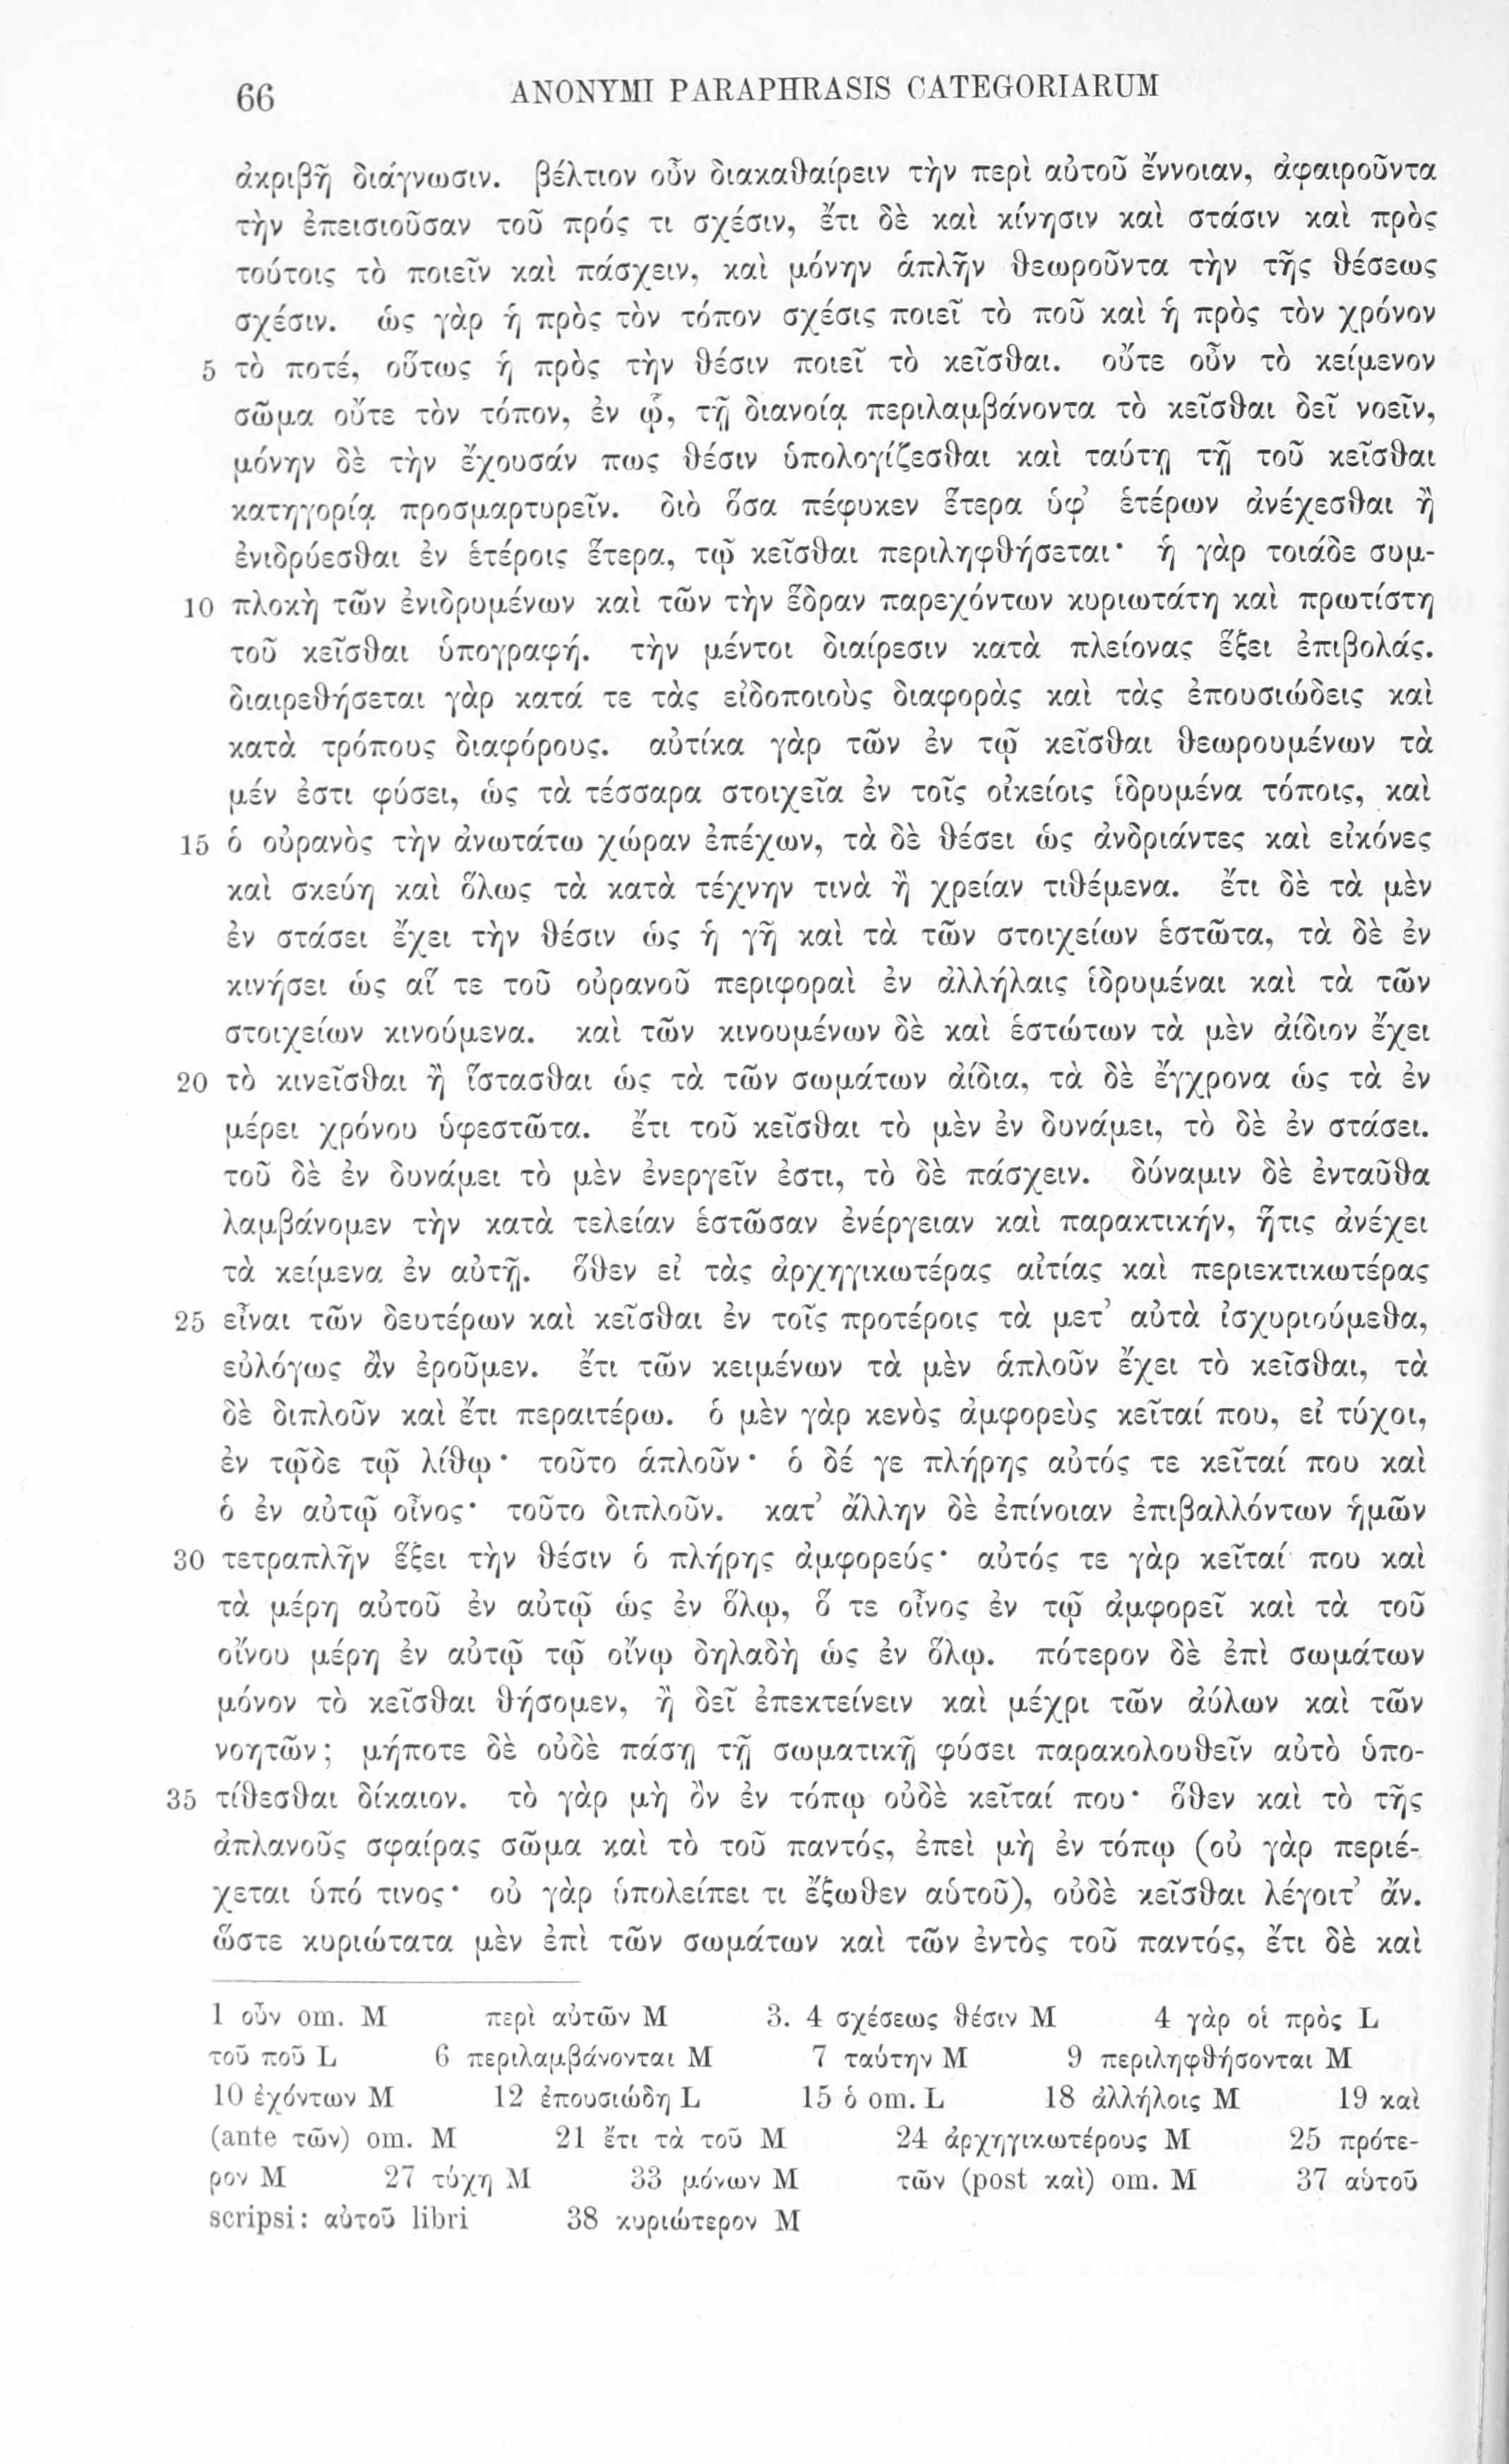 66 ANONYMI PARAPHRASIS CATEGORIARUM
ἀκριβῆ διάγνωσιν. βέλτιον οὖν διακαθαίρειν τὴν περὶ αὐτοῦ ἔννοιαν, ἀφαιροῦντα
τὴν ἐπεισιοῦσαν τοῦ πρός τι σχέσιν, ἔτι δὲ καὶ κίνησιν καὶ στάσιν καὶ πρὸς
τούτοις τὸ ποιεῖν καὶ πάσχειν, καὶ μόνην ἁπλῆν θεωροῦντα τὴν τῆς θέσεως
σχέσιν. ὡς γὰρ ἡ πρὸς τὸν τόπον σχέσις ποιεῖ τὸ ποῦ καὶ ἡ πρὸς τὸν χρόνον
5 τὸ ποτέ, οὕτως ἡ πρὸς τὴν θέσιν ποιεῖ τὸ κεῖσθαι. οὔτε οὖν τὸ κείμενον
σῶμα οὔτε τὸν τόπον, ἐν ᾧ, τῇ διανοίᾳ περιλαμβάνοντα τὸ κεῖσθαι δεῖ νοεῖν,
μόνην δὲ τὴν ἔχουσάν πως θέσιν ὑπολογίζεσθαι καὶ ταύτῃ τῇ τοῦ κεῖσθαι
κατηγορίᾳ προσμαρτυρεῖν. διὸ ὅσα πέφυκεν ἕτερα ὑφ’ ἑτέρων ἀνέχεσθαι ἢ
ἐνιδρύεσθαι ἐν ἑτέροις ἕτερα, τῷ κεῖσθαι περιληφθήσεται· ἡ γὰρ τοιάδε συμ-
10 πλοκὴ τῶν ἐνιδρυμένων καὶ τῶν τὴν ἕδραν παρεχόντων κυριωτάτη καὶ πρωτίστη
τοῦ κεῖσθαι ὑπογραφή. τὴν μέντοι διαίρεσιν κατὰ πλείονας ἕξει ἐπιβολάς.
διαιρεθήσεται γὰρ κατά τε τὰς εἰδοποιοὺς διαφορὰς καὶ τὰς ἐπουσιώδεις καὶ
κατὰ τρόπους διαφόρους. αὐτίκα γὰρ τῶν ἐν τῷ κεῖσθαι θεωρουμένων τὰ
μέν ἐστι φύσει, ὡς τὰ τέσσαρα στοιχεῖα ἐν τοῖς οἰκείοις ἱδρυμένα τόποις, καὶ
15 ὁ οὐρανὸς τὴν ἀνωτάτω χώραν ἐπέχων, τὰ δὲ θέσει ὡς ἀνδριάντες καὶ εἰκόνες
καὶ σκεύη καὶ ὅλως τὰ κατὰ τέχνην τινὰ ἢ χρείαν τιθέμενα. ἔτι δὲ τὰ μὲν
ἐν στάσει ἔχει τὴν θέσιν ὡς ἡ γῆ καὶ τὰ τῶν στοιχείων ἑστῶτα, τὰ δὲ ἐν
κινήσει ὡς αἵ τε τοῦ οὐρανοῦ περιφοραὶ ἐν ἀλλήλαις ἱδρυμέναι καὶ τὰ τῶν
στοιχείων κινούμενα. καὶ τῶν κινουμένων δὲ καὶ ἑστώτων τὰ μὲν ἀίδιον ἔχει
20 τὸ κινεῖσθαι ἢ ἵστασθαι ὡς τὰ τῶν σωμάτων ἀίδια, τὰ δὲ ἔγχρονα ὡς τὰ ἐν
μέρει χρόνου ὑφεστῶτα. ἔτι τοῦ κεῖσθαι τὸ μὲν ἐν δυνάμει, τὸ δὲ ἐν στάσει.
τοῦ δὲ ἐν δυνάμει τὸ μὲν ἐνεργεῖν ἐστι, τὸ δὲ πάσχειν. δύναμιν δὲ ἐνταῦθα
λαμβάνομεν τὴν κατὰ τελείαν ἑστῶσαν ἐνέργειαν καὶ παρακτικήν, ἥτις ἀνέχει
τὰ κείμενα ἐν αὐτῇ. ὅθεν εἰ τὰς ἀρχηγικωτέρας αἰτίας καὶ περιεκτικωτέρας
25 εἶναι τῶν δευτέρων καὶ κεῖσθαι ἐν τοῖς προτέροις τὰ μετ’ αὐτὰ ἰσχυριούμεθα,
εὐλόγως ἂν ἐροῦμεν. ἔτι τῶν κειμένων τὰ μὲν ἁπλοῦν ἔχει τὸ κεῖσθαι, τὰ
δὲ διπλοῦν καὶ ἔτι περαιτέρω. ὁ μὲν γὰρ κενὸς ἀμφορεὺς κεῖταί που, εἰ τύχοι,
ἐν τῷδε τῷ λίθῳ· τοῦτο ἁπλοῦν· ὁ δέ γε πλήρης αὐτός τε κεῖταί που καὶ
ὁ ἐν αὐτῷ οἶνος· τοῦτο διπλοῦν. κατ’ ἄλλην δὲ ἐπίνοιαν ἐπιβαλλόντων ἡμῶν
30 τετραπλῆν ἕξει τὴν θέσιν ὁ πλήρης ἀμφορεύς· αὐτός τε γὰρ κεῖταί που καὶ
τὰ μέρη αὐτοῦ ἐν αὐτῷ ὡς ἐν ὅλῳ, ὅ τε οἶνος ἐν τῷ ἀμφορεῖ καὶ τὰ τοῦ
οἴνου μέρη ἐν αὐτῷ τῷ οἴνῳ δηλαδὴ ὡς ἐν ὅλῳ. πότερον δὲ ἐπὶ σωμάτων
μόνον τὸ κεῖσθαι θήσομεν, ἢ δεῖ ἐπεκτείνειν καὶ μέχρι τῶν ἀύλων καὶ τῶν
νοητῶν; μήποτε δὲ οὐδὲ πάσῃ τῇ σωματικῇ φύσει παρακολουθεῖν αὐτὸ ὑπο-
35 τίθεσθαι δίκαιον. τὸ γὰρ μὴ ὂν ἐν τόπῳ οὐδὲ κεῖταί που· ὅθεν καὶ τὸ τῆς
ἀπλανοῦς σφαίρας σῶμα καὶ τὸ τοῦ παντός, ἐπεὶ μὴ ἐν τόπῳ (οὐ γὰρ περιέ-
χεται ὑπό τινος· οὐ γὰρ ὑπολείπει τι ἔξωθεν αὑτοῦ), οὐδὲ κεῖσθαι λέγοιτ’ ἄν.
ὥστε κυριώτατα μὲν ἐπὶ τῶν σωμάτων καὶ τῶν ἐντὸς τοῦ παντός, ἔτι δὲ καὶ
1 οὖν om. M περὶ αὐτῶν M 3. 4 σχέσεως θέσιν M 4 γὰρ οἱ πρὸς L
τοῦ ποῦ L 6 περιλαμβάνονται M 7 ταύτην M 9 περιληφθήσονται M
10 ἐχόντων M 12 ἐπουσιώδη L 15 ὁ om. L 18 ἀλλήλοις M 19 καὶ
(ante τῶν) om. M 21 ἔτι τὰ τοῦ M 24 ἀρχηγικωτέρους M 25 πρότε-
ρον M 27 τύχη M 33 μόνων M τῶν (post καὶ) om. M 37 αὑτοῦ
scripsi: αὐτοῦ libri 38 κυριώτερον M